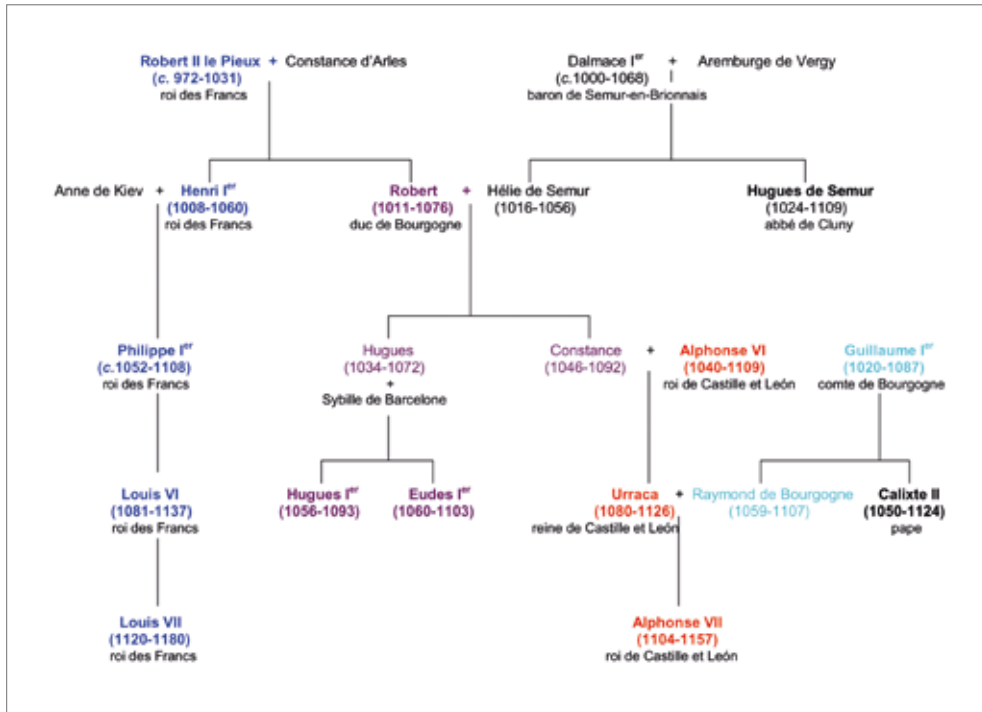 Robert II le Pieux + Constance d'Arles
(c. 972-1031)
roi des Francs
Dalmace Ier + Aremburge de Vergy
(c.1000-1068)
baron de Semur-en-Brionnais
Anne de Kiev + Henri Ier
(1008-1060)
roi des Francs
Robert + Hélie de Semur
(1011-1076) (1016-1056)
duc de Bourgogne
Hugues de Semur
(1024-1109)
abbé de Cluny
Philippe Ier
(c.1052-1108)
roi des Francs
Hugues
(1034-1072)
+
Sybille de Barcelone
Constance + Alphonse VI
(1046-1092) (1040-1109)
roi de Castille et León
Guillaume Ier
(1020-1087)
comte de Bourgogne
Louis VI
(1081-1137)
roi des Francs
Hugues Ier
(1056-1093)
Eudes Ier
(1060-1103)
Urraca + Raymond de Bourgogne
(1080-1126) (1059-1107)
reine de Castille et León
Calixte II
(1050-1124)
pape
Louis VII
(1120-1180)
roi des Francs
Alphonse VII
(1104-1157)
roi de Castille et León